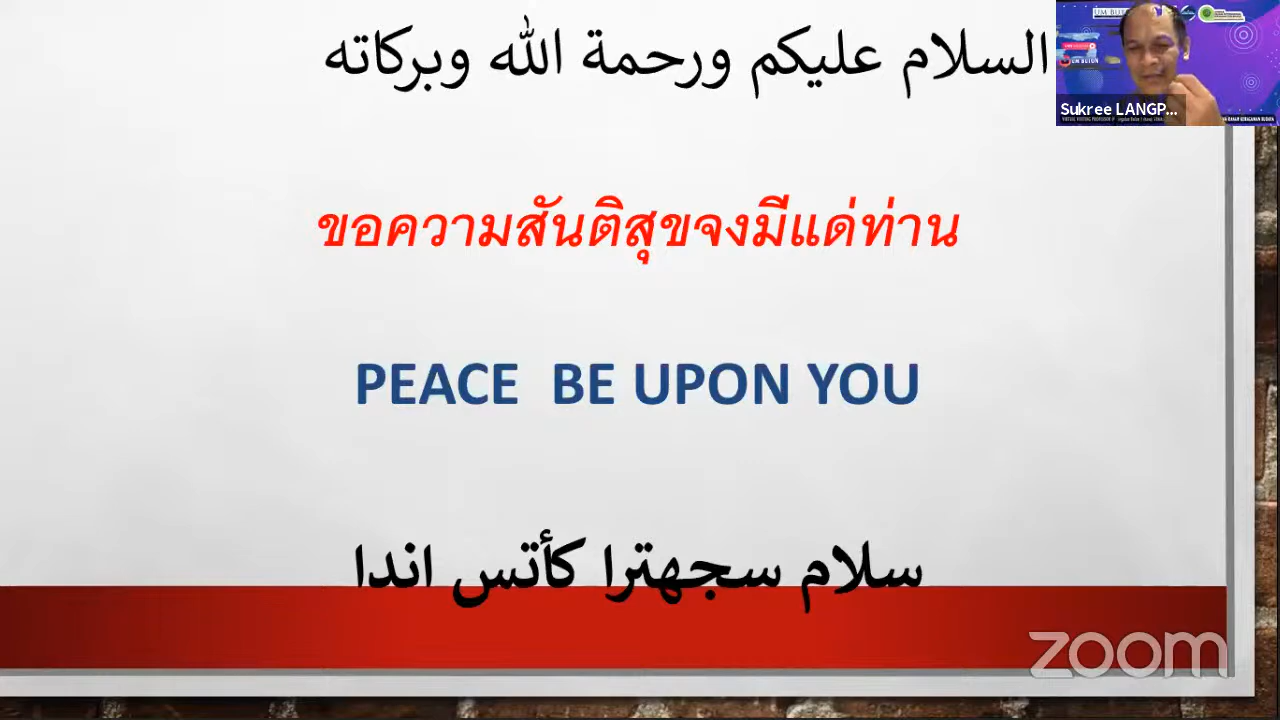 السلام عليكم ورحمة الله وبركاته
Sukree LANGP...
ขอความสันติสุขจงมีแด่ท่าน
PEACE BE UPON YOU
سلام سجهترا كأتس اندا
zoom